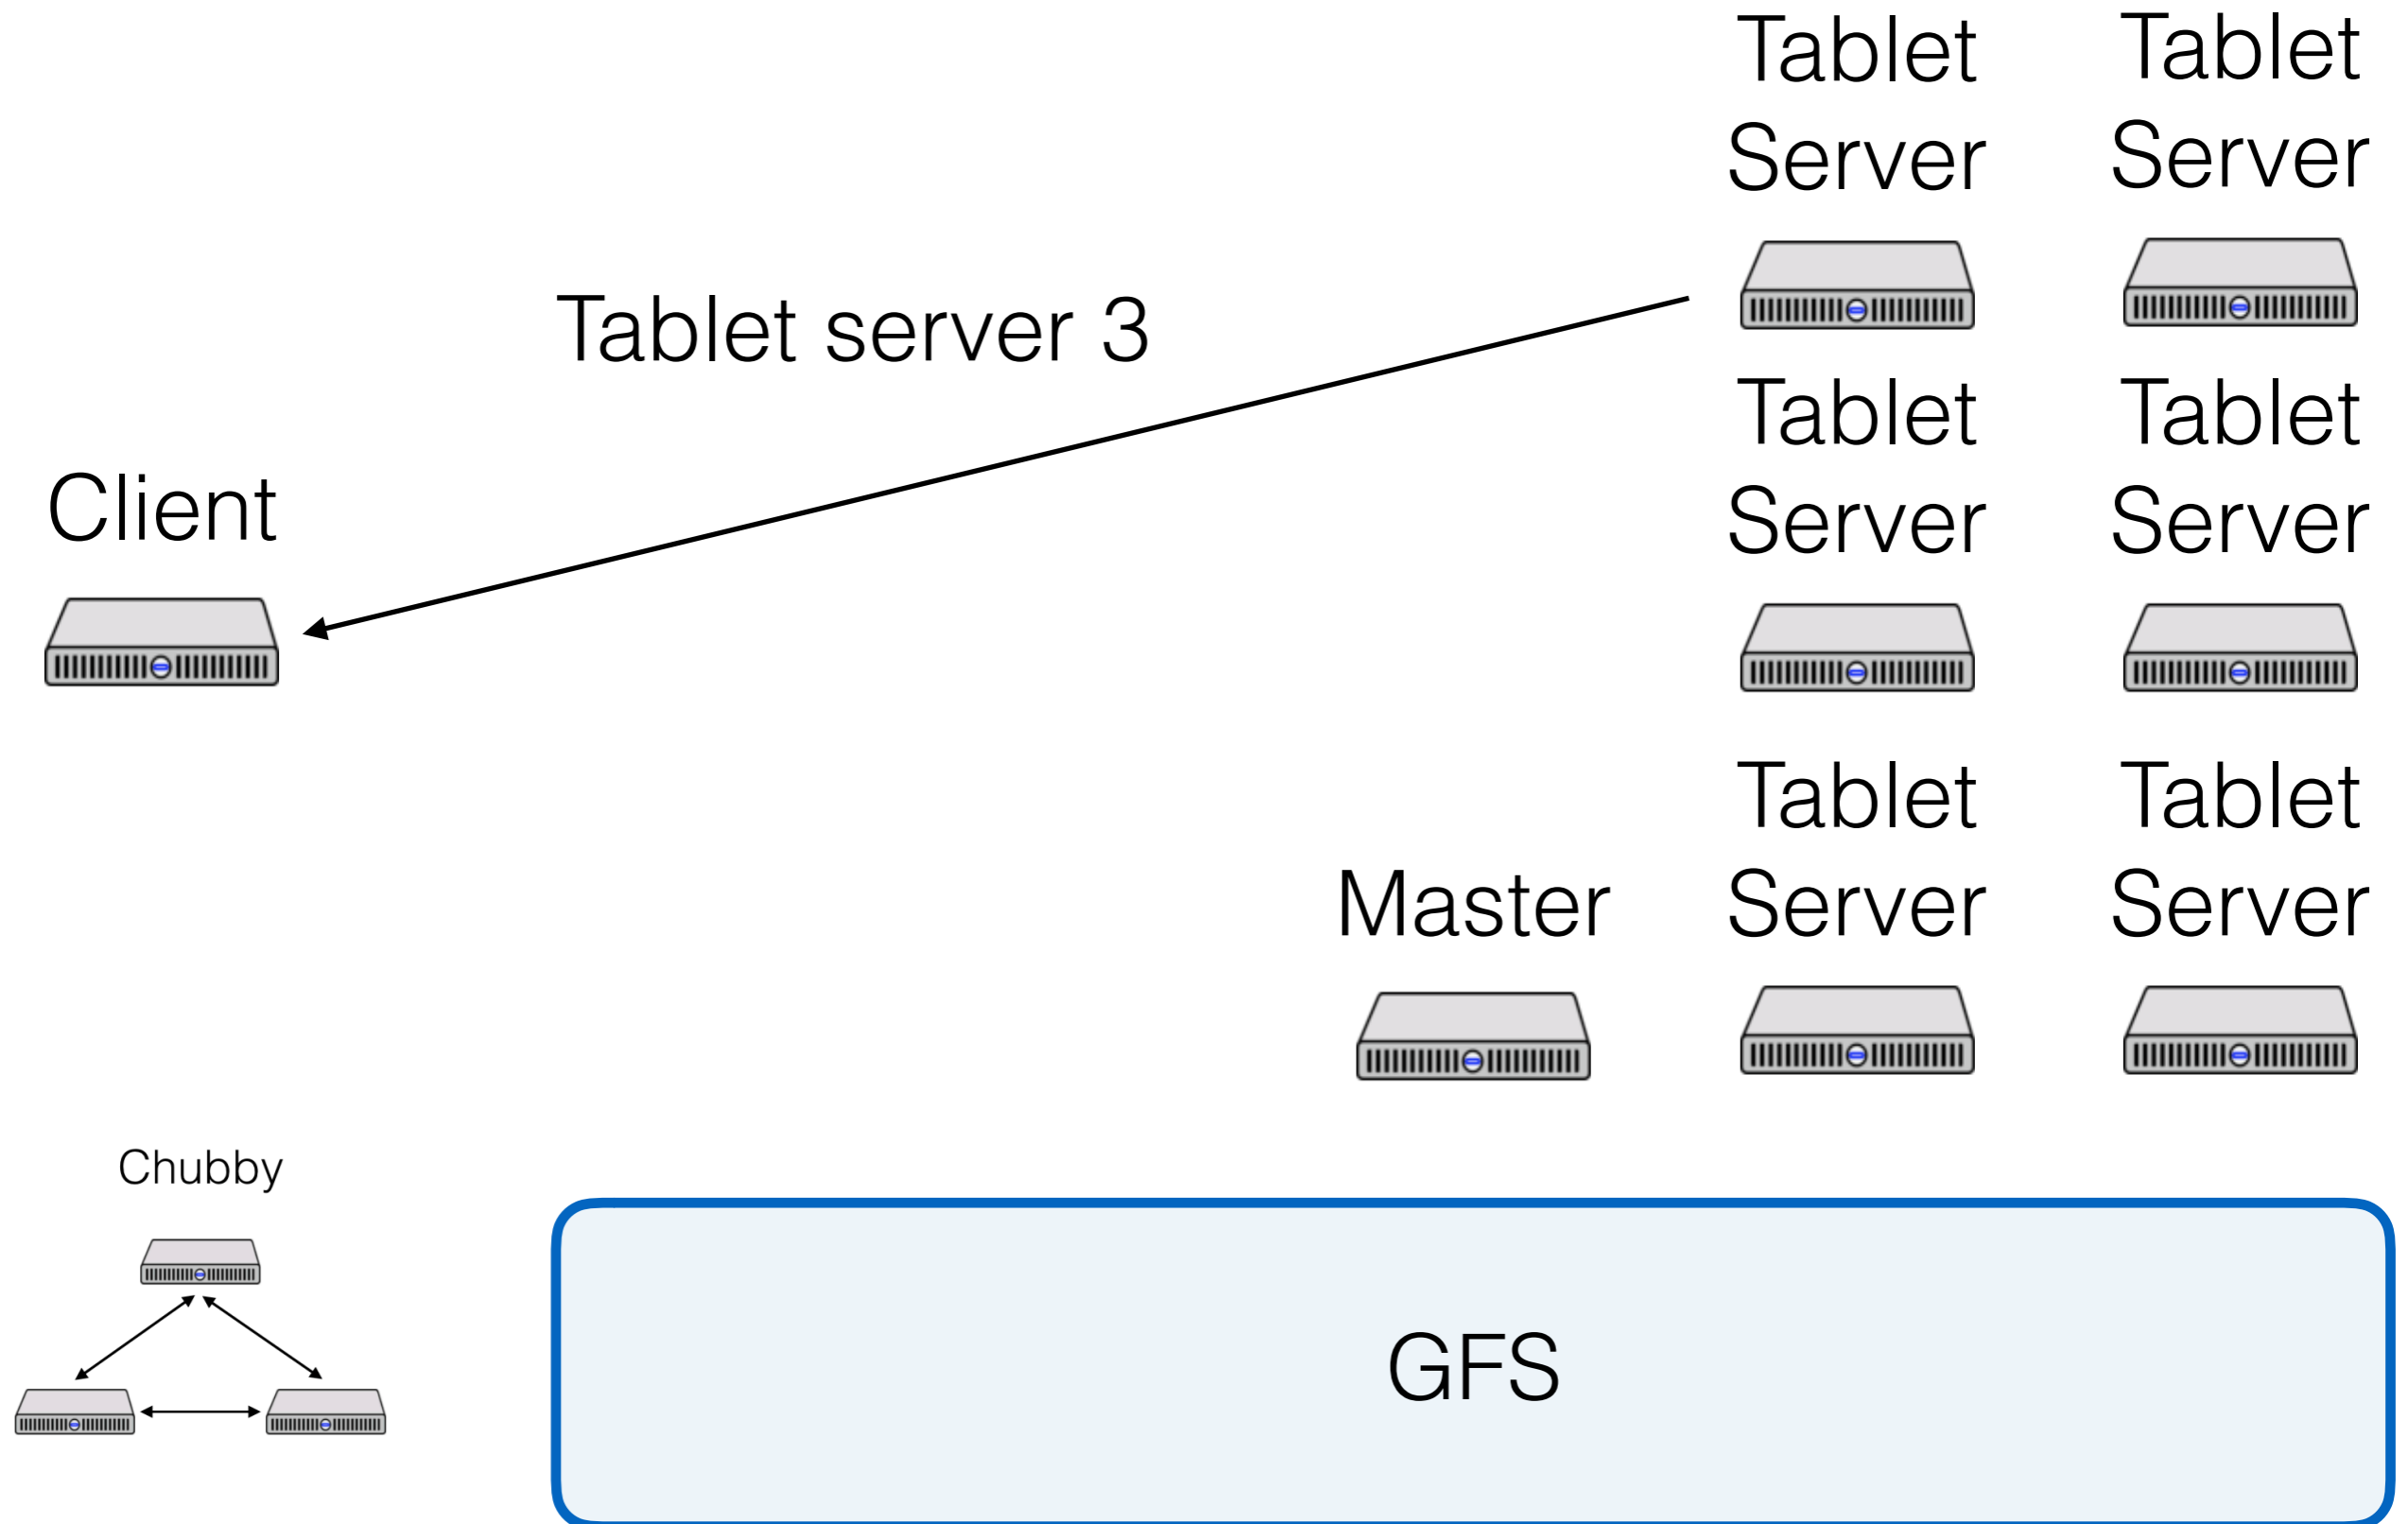 Tablet
Server
Tablet
Server
Tablet server 3
Client
Tablet
Server
Tablet
Server
Master
Tablet
Server
Tablet
Server
Chubby
GFS